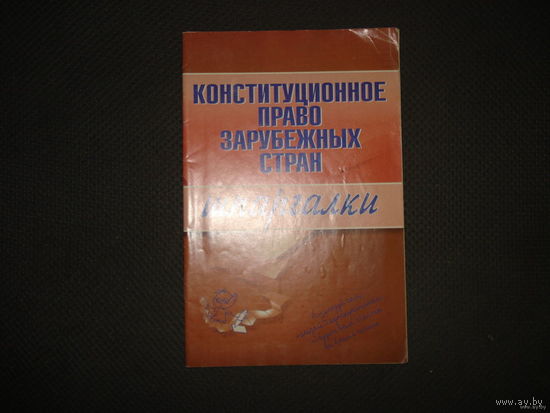 КОНСТИТУЦИОННОЕ
ПРАВО
ЗАРУБЕЖНЫХ
СТРАН
шпаргалки
www.ay.by